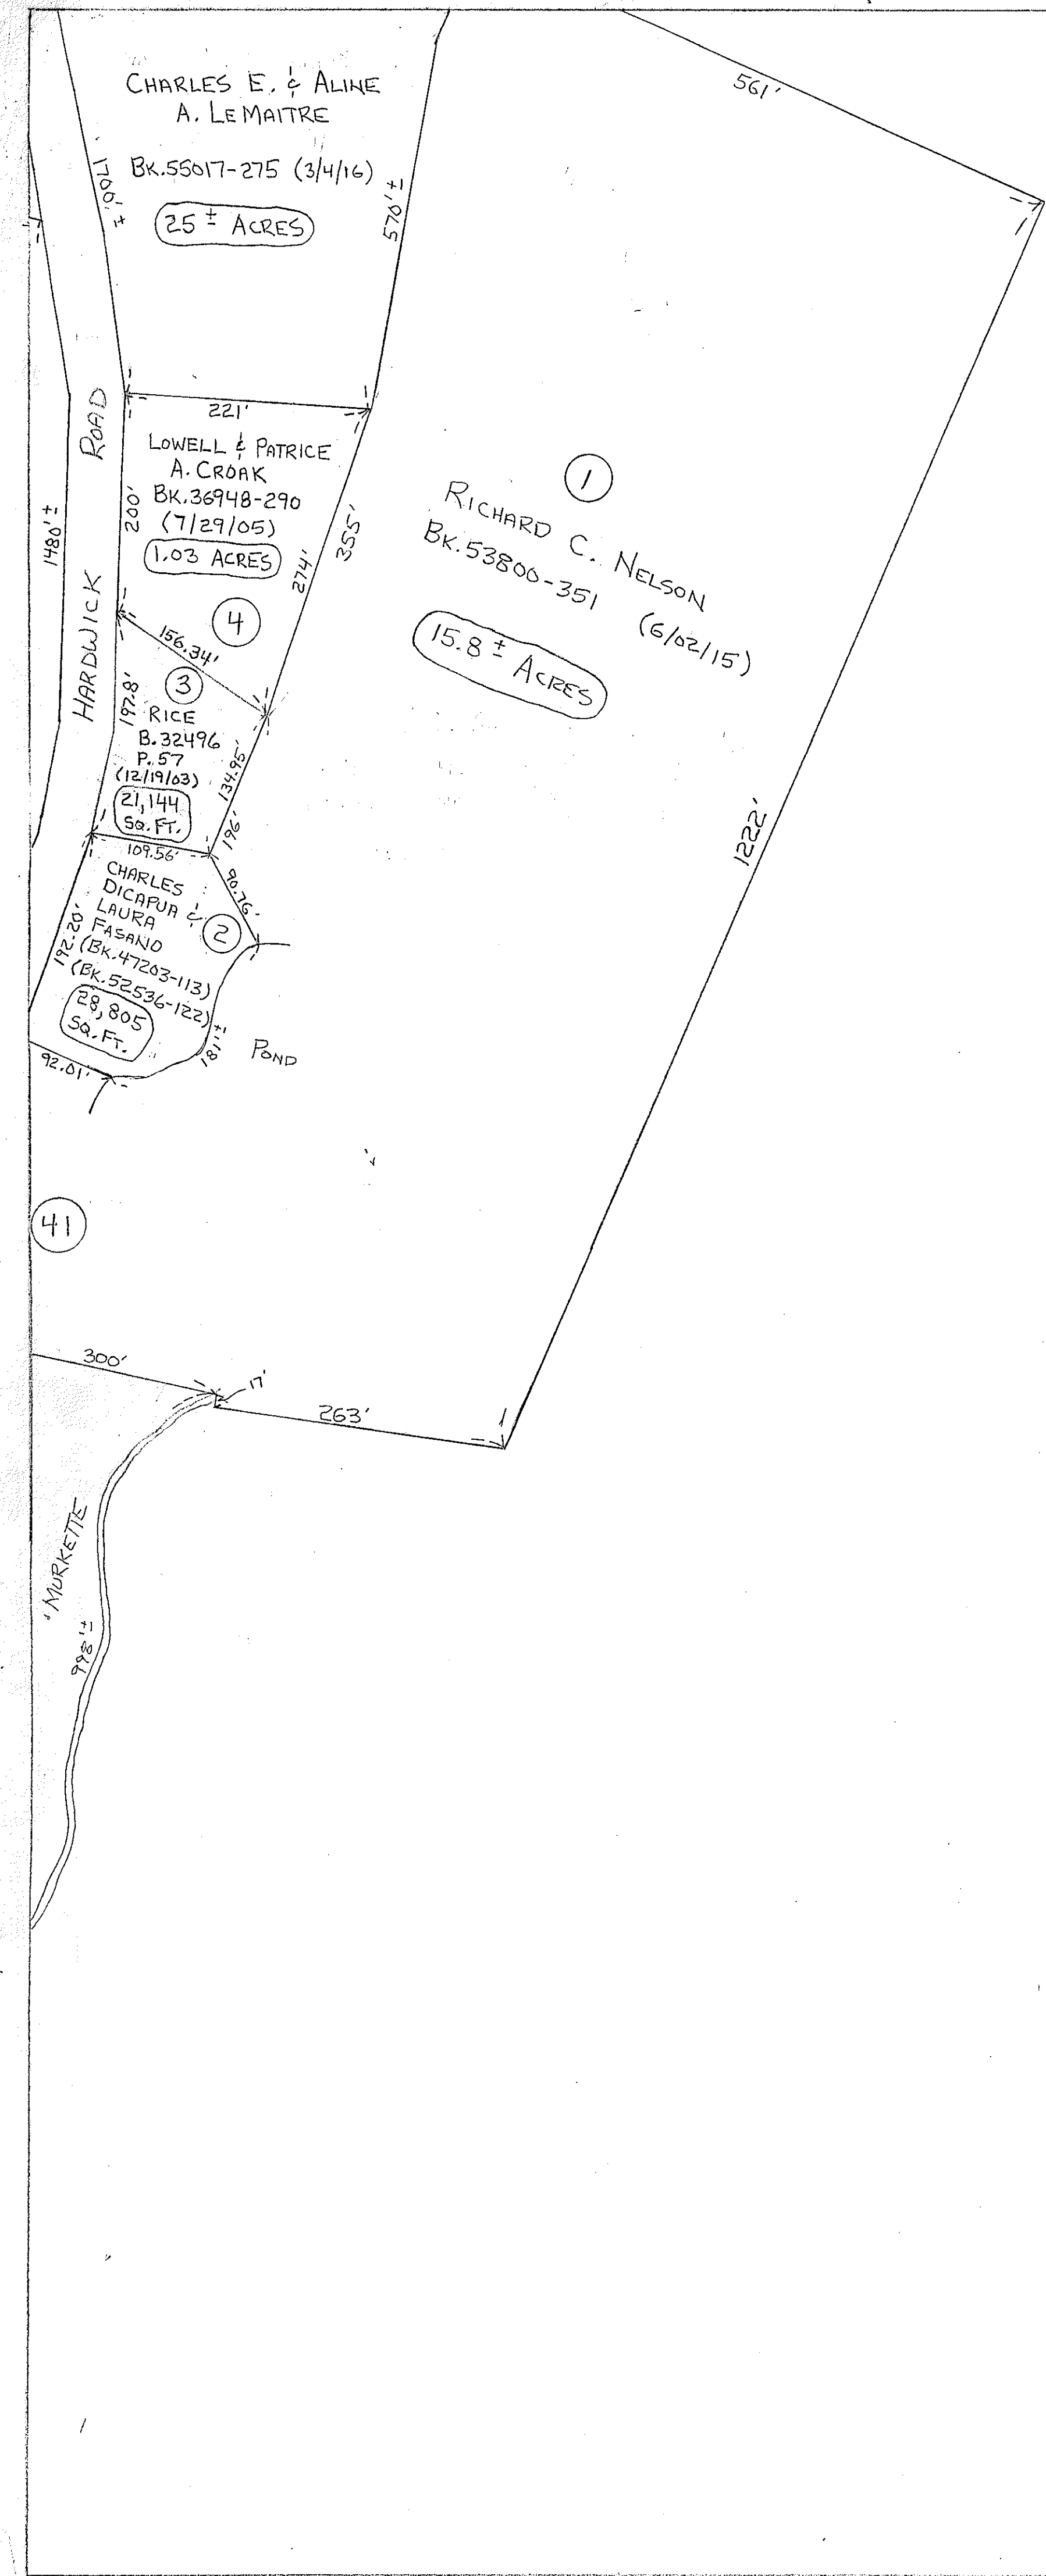 561'
CHARLES E. & ALINE
A. LEMAITRE
BK.55017-275 (3/4/16)
25 ± ACRES
1700' ±
570' ±
221'
HARDWICK ROAD
1480' ±
LOWELL & PATRICE
A. CROAK
BK.36948-290
(7/29/05)
1.03 ACRES
200'
274'
355'
4
1
RICHARD C. NELSON
BK.53800-351 (6/02/15)
15.8 ± ACRES
156.34'
3
RICE
B.32496
P.57
(12/19/03)
21,144
SQ.FT.
197.8'
134.95'
196'
109.56'
90.76'
1222'
CHARLES
DICAPUA &
LAURA
FASANO
(BK.47203-113)
(BK.52536-122)
28,805
SQ.FT.
2
192.20'
181' ±
POND
92.01'
41
300'
17'
263'
MURKETTE
998' ±